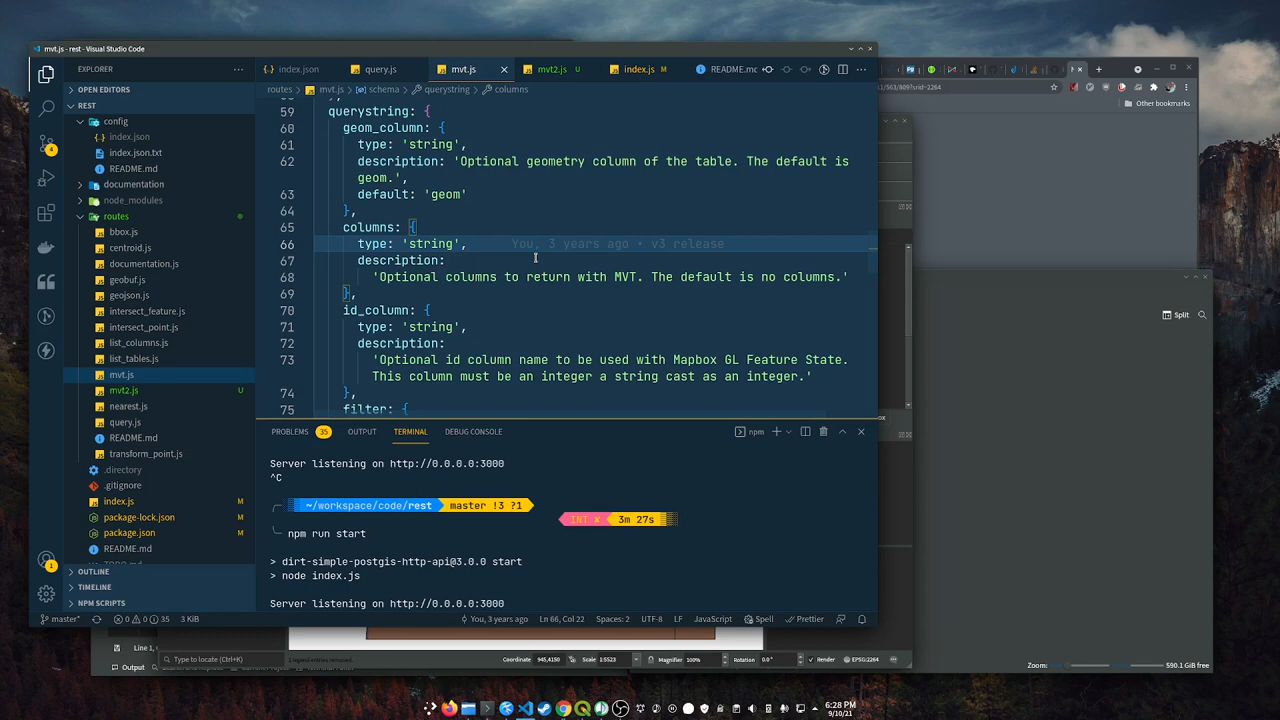 mvt.js - rest - Visual Studio Code
EXPLORER
index.json
query.js
mvt.js
mvt2.js U
index.js M
README.mc
OPEN EDITORS
REST
config
index.json
index.json.txt
README.md
documentation
node_modules
routes
bbox.js
centroid.js
documentation.js
geobuf.js
geojson.js
intersect_feature.js
intersect_point.js
list_columns.js
list_tables.js
mvt.js
mvt2.js U
nearest.js
query.js
README.md
transform_point.js
.directory
.gitignore
index.js M
package-lock.json M
package.json M
README.md
OUTLINE
TIMELINE
NPM SCRIPTS
4
1
routes > mvt.js > schema > querystring > columns
59 querystring: {
60 geom_column: {
61 type: 'string',
62 description: 'Optional geometry column of the table. The default is
geom.',
63 default: 'geom'
64 },
65 columns: {
66 type: 'string', You, 3 years ago • v3 release
67 description:
68 'Optional columns to return with MVT. The default is no columns.'
69 },
70 id_column: {
71 type: 'string',
72 description:
73 'Optional id column name to be used with Mapbox GL Feature State.
This column must be an integer a string cast as an integer.'
74 },
75 filter: {
PROBLEMS 35 OUTPUT TERMINAL DEBUG CONSOLE
npm
Server listening on http://0.0.0.0:3000
^C
~/workspace/code/rest master !3 ?1
INT ✘ 3m 27s
npm run start
> dirt-simple-postgis-http-api@3.0.0 start
> node index.js
Server listening on http://0.0.0.0:3000
master* 0 0 35 3 KiB You, 3 years ago Ln 66, Col 22 Spaces: 2 UTF-8 LF JavaScript Spell Prettier
1/563/809?srid=2264
Other bookmarks
Split
Line 1,
Output
Type to locate (Ctrl+K)
1 legend entries removed.
Coordinate 945,4150 Scale 1:5523 Magnifier 100% Rotation 0.0° Render EPSG:2264
Zoom: 590.1 GiB free
6:28 PM
9/10/21